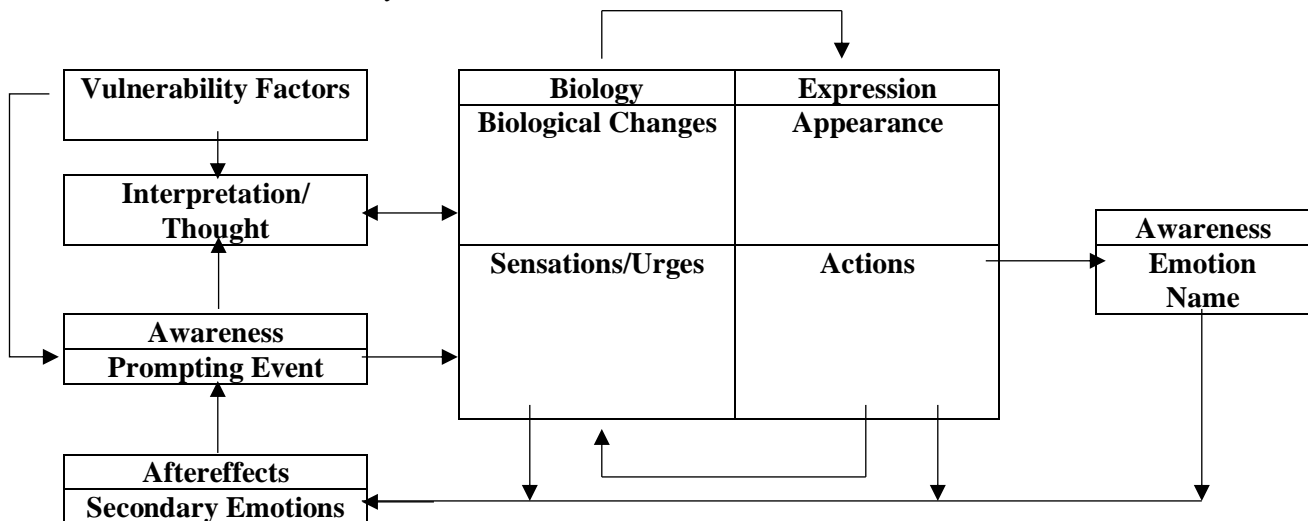 Vulnerability Factors
Interpretation/
Thought
Awareness
Prompting Event
Aftereffects
Secondary Emotions
Biology
Expression
Biological Changes
Appearance
Sensations/Urges
Actions
Awareness
Emotion
Name